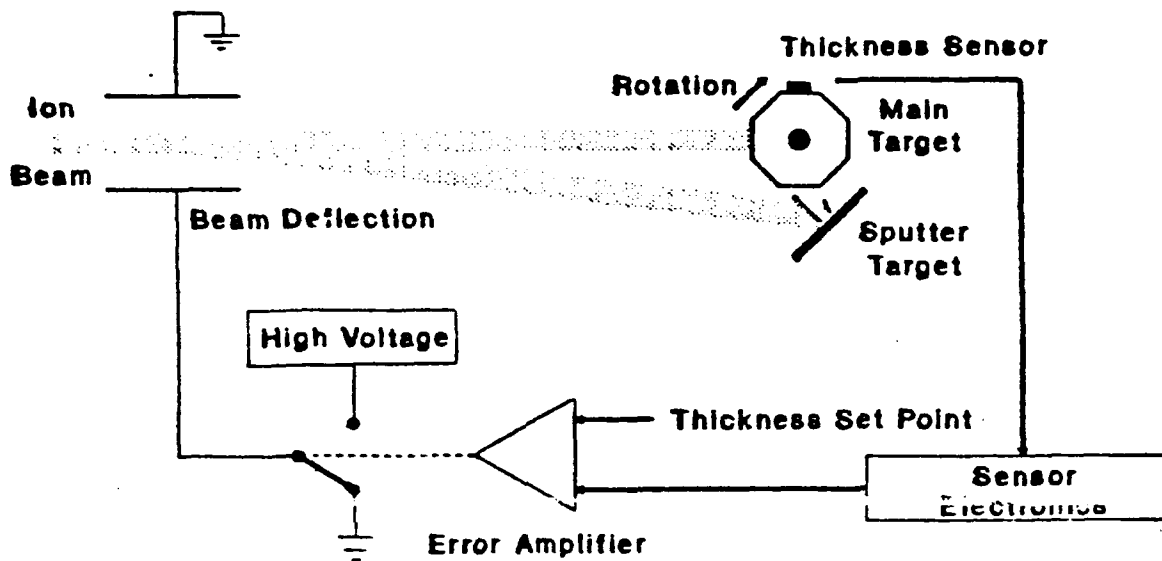 Thickness Sensor
Rotation
Ion
Main
Target
Beam
Beam Deflection
Sputter
Target
High Voltage
Thickness Set Point
Sensor
Electronics
Error Amplifier